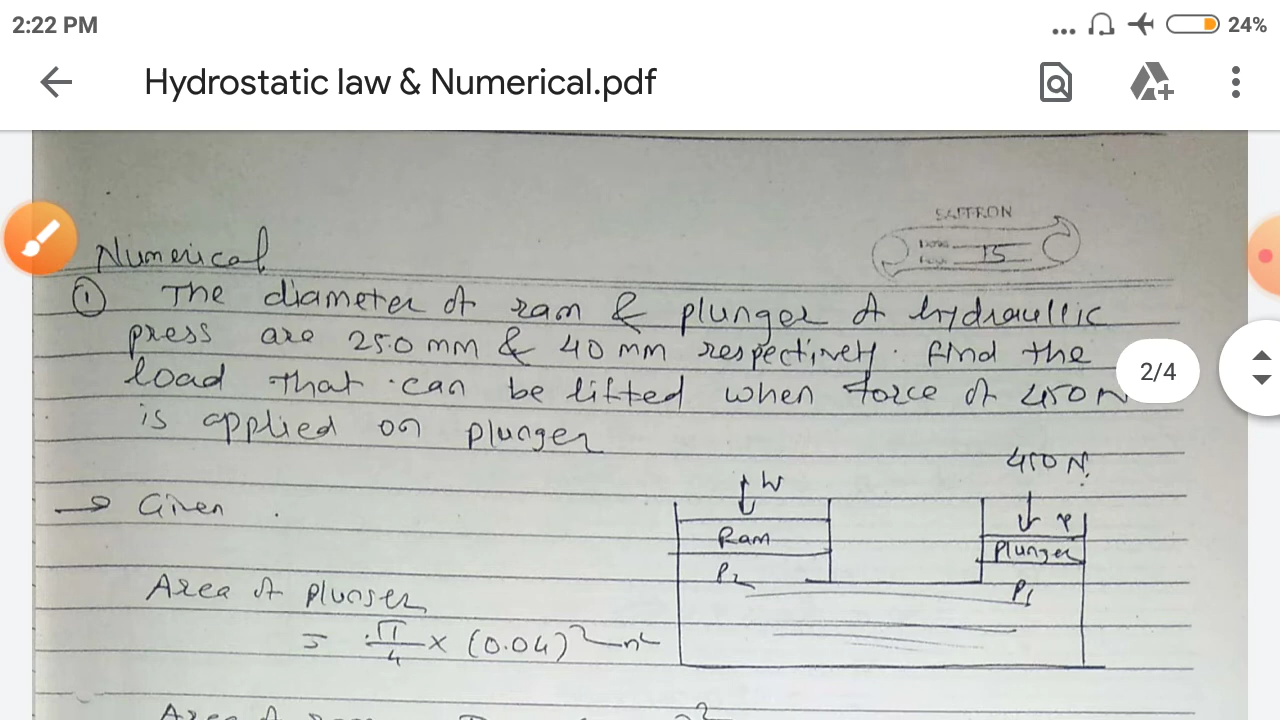 2:22 PM
24%
Hydrostatic law & Numerical.pdf
SAFFRON
15
Numerical
① The diameter of ram & plunger of hydraullic
press are 250 mm & 40 mm respectively. Find the
2/4
load that can be lifted when force of 450 N
is applied on plunger
450 N.
W
→ Given
Ram
Plunger
P2
P1
Area of plunger
= π/4 × (0.04)² m²